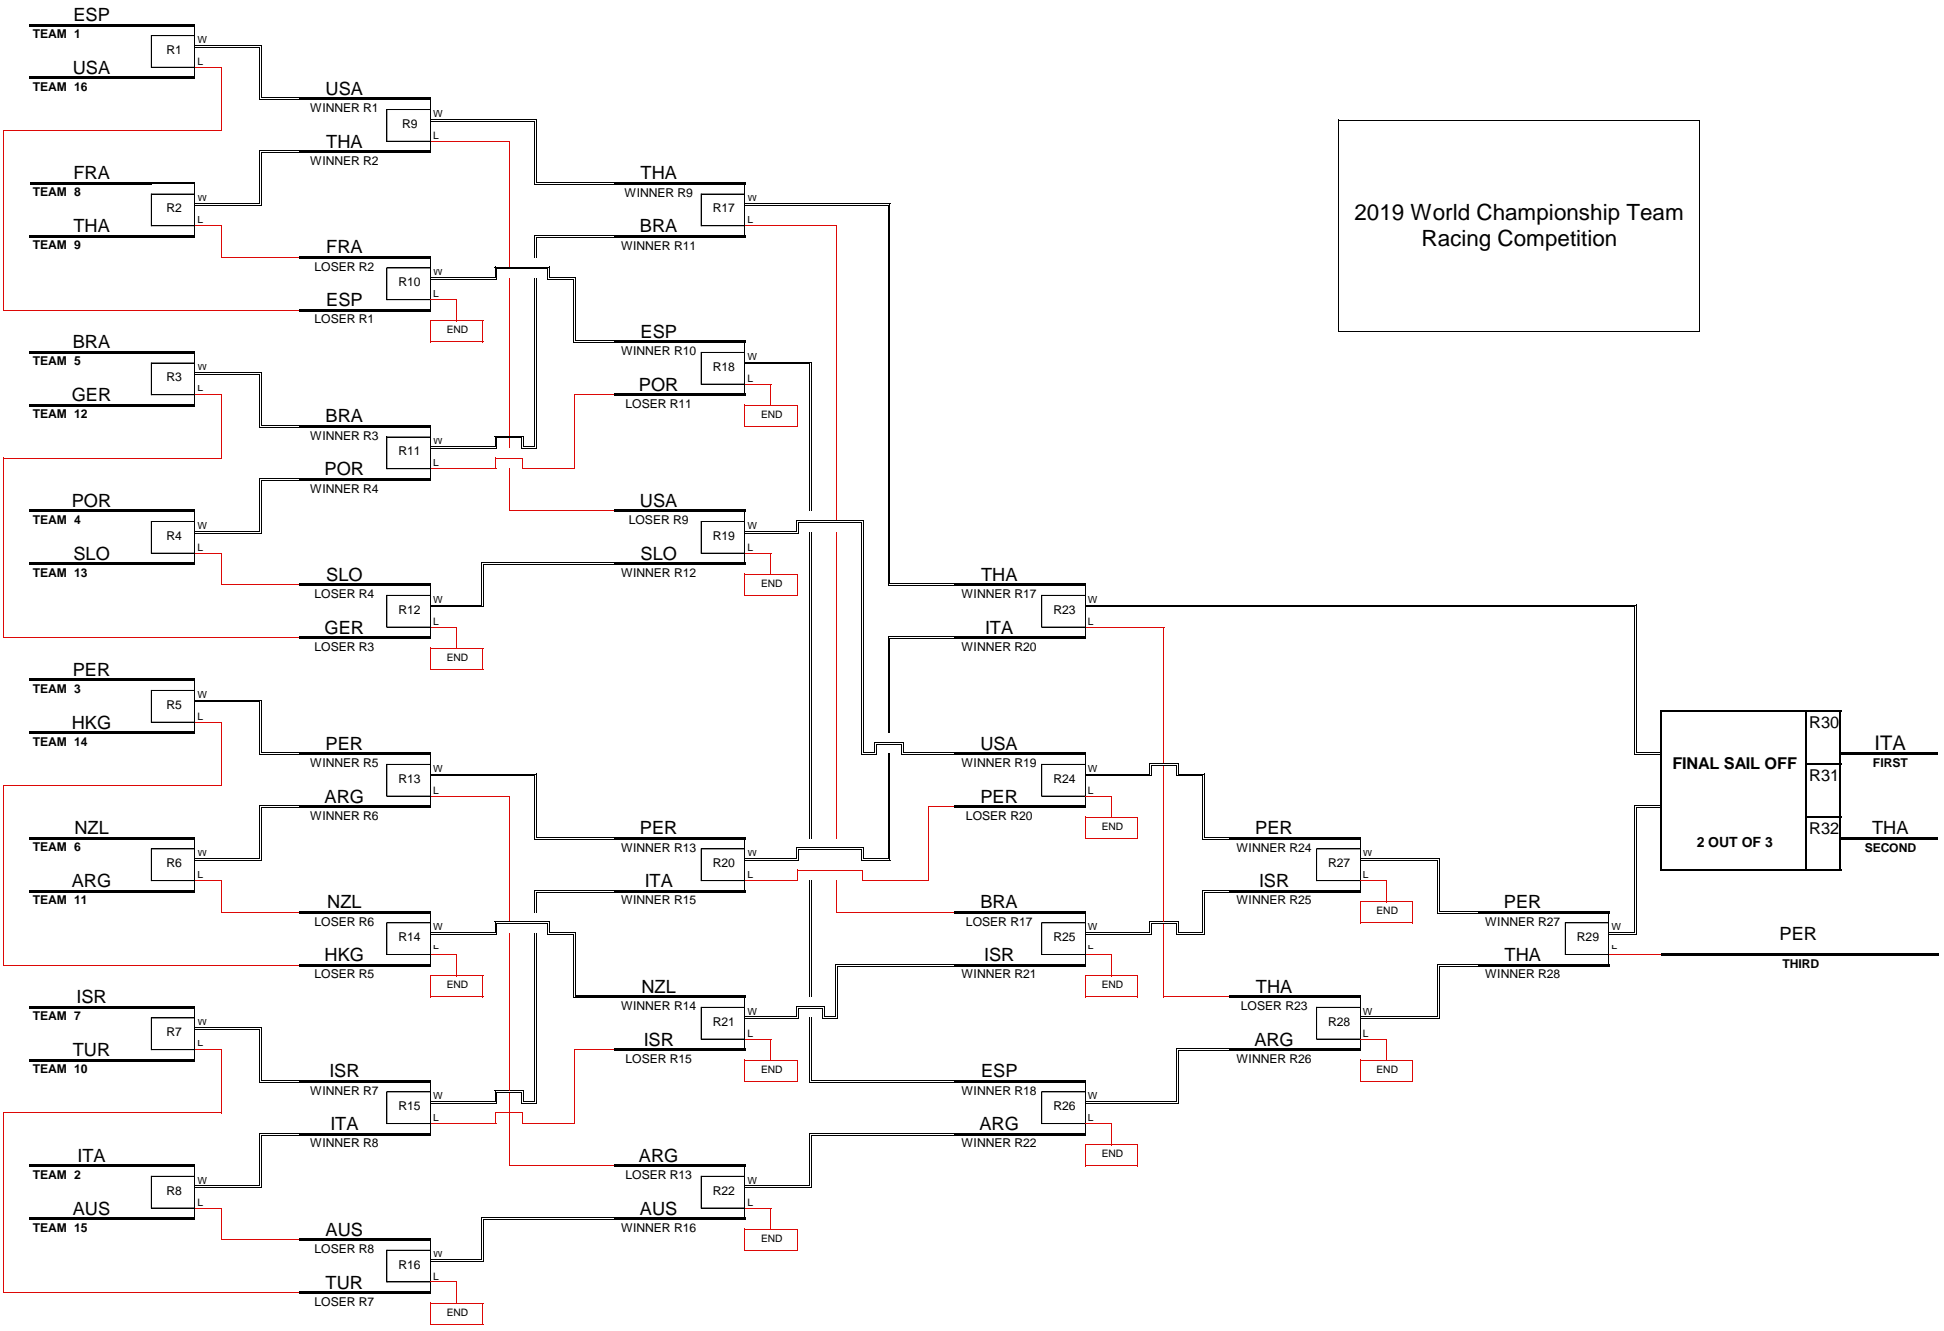 ESP
TEAM 1
R1
W
L
USA
TEAM 16
FRA
TEAM 8
R2
W
L
THA
TEAM 9
BRA
TEAM 5
R3
W
L
GER
TEAM 12
POR
TEAM 4
R4
W
L
SLO
TEAM 13
PER
TEAM 3
R5
W
L
HKG
TEAM 14
NZL
TEAM 6
R6
W
L
ARG
TEAM 11
ISR
TEAM 7
R7
W
L
TUR
TEAM 10
ITA
TEAM 2
R8
W
L
AUS
TEAM 15
USA
WINNER R1
R9
W
L
THA
WINNER R2
FRA
LOSER R2
R10
W
L
ESP
LOSER R1
END
BRA
WINNER R3
R11
W
L
POR
WINNER R4
SLO
LOSER R4
R12
W
L
GER
LOSER R3
END
PER
WINNER R5
R13
W
L
ARG
WINNER R6
NZL
LOSER R6
R14
W
L
HKG
LOSER R5
END
ISR
WINNER R7
R15
W
L
ITA
WINNER R8
AUS
LOSER R8
R16
W
L
TUR
LOSER R7
END
THA
WINNER R9
R17
W
L
BRA
WINNER R11
ESP
WINNER R10
R18
W
L
POR
LOSER R11
END
USA
LOSER R9
R19
W
L
SLO
WINNER R12
END
PER
WINNER R13
R20
W
L
ITA
WINNER R15
NZL
WINNER R14
R21
W
L
ISR
LOSER R15
END
ARG
LOSER R13
R22
W
L
AUS
WINNER R16
END
THA
WINNER R17
R23
W
L
ITA
WINNER R20
USA
WINNER R19
R24
W
L
PER
LOSER R20
END
BRA
LOSER R17
R25
W
L
ISR
WINNER R21
END
ESP
WINNER R18
R26
W
L
ARG
WINNER R22
END
PER
WINNER R24
R27
W
L
ISR
WINNER R25
END
THA
LOSER R23
R28
W
L
ARG
WINNER R26
END
PER
WINNER R27
R29
W
L
THA
WINNER R28
2019 World Championship Team
Racing Competition
FINAL SAIL OFF
2 OUT OF 3
R30
R31
R32
ITA
FIRST
THA
SECOND
PER
THIRD